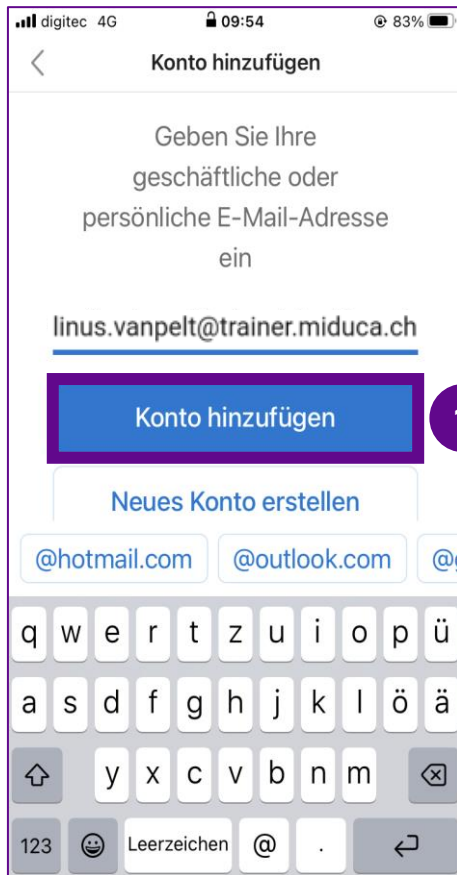 digitec 4G 09:54 83%
Konto hinzufügen
Geben Sie Ihre
geschäftliche oder
persönliche E-Mail-Adresse
ein
linus.vanpelt@trainer.miduca.ch
Konto hinzufügen
Neues Konto erstellen
@hotmail.com @outlook.com
q w e r t z u i o p ü
a s d f g h j k l ö ä
y x c v b n m
123 Leerzeichen @ .